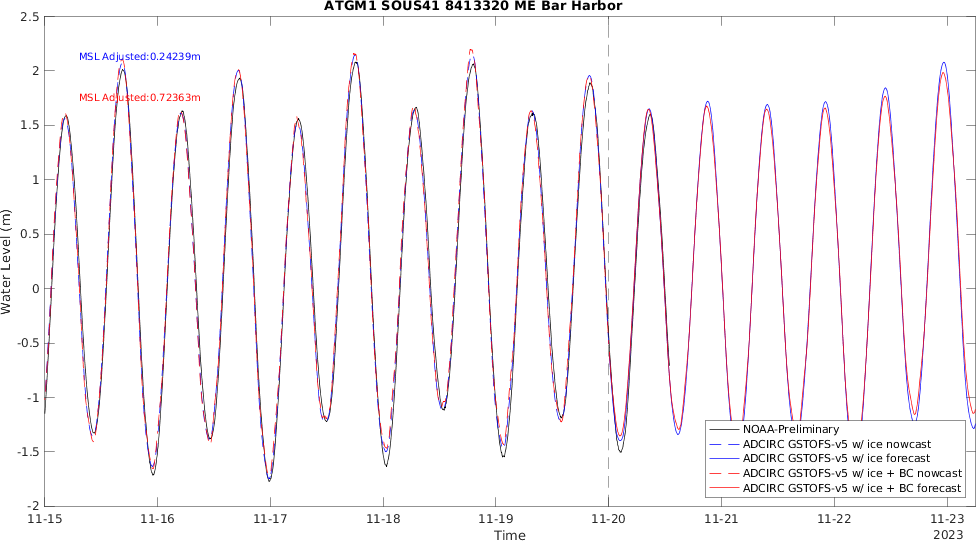 ATGM1 SOUS41 8413320 ME Bar Harbor
2.5
2
1.5
1
0.5
0
-0.5
-1
-1.5
-2
Water Level (m)
MSL Adjusted:0.24239m
MSL Adjusted:0.72363m
NOAA-Preliminary
ADCIRC GSTOFS-v5 w/ ice nowcast
ADCIRC GSTOFS-v5 w/ ice forecast
ADCIRC GSTOFS-v5 w/ ice + BC nowcast
ADCIRC GSTOFS-v5 w/ ice + BC forecast
11-15 11-16 11-17 11-18 11-19 11-20 11-21 11-22 11-23
Time
2023